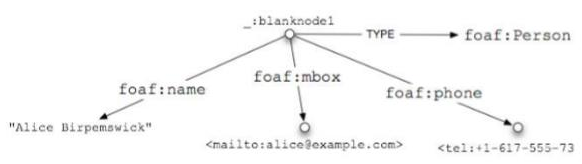 _:blanknode1
TYPE
foaf:Person
foaf:name
foaf:mbox
foaf:phone
"Alice Birpemswick"
<mailto:alice@example.com>
<tel:+1-617-555-73